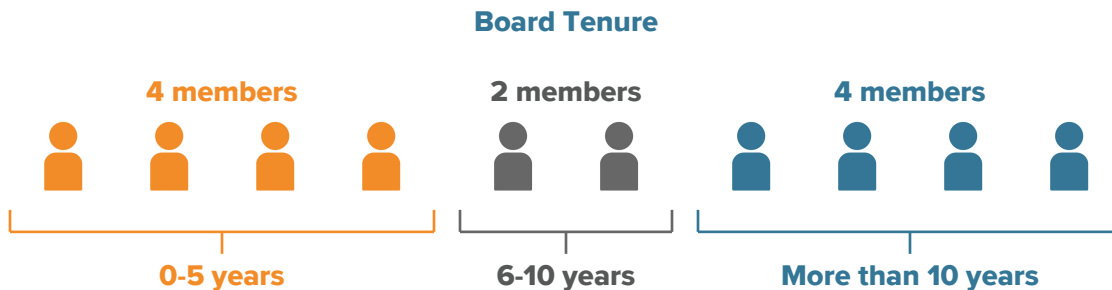 Board Tenure
4 members
2 members
4 members
0-5 years
6-10 years
More than 10 years